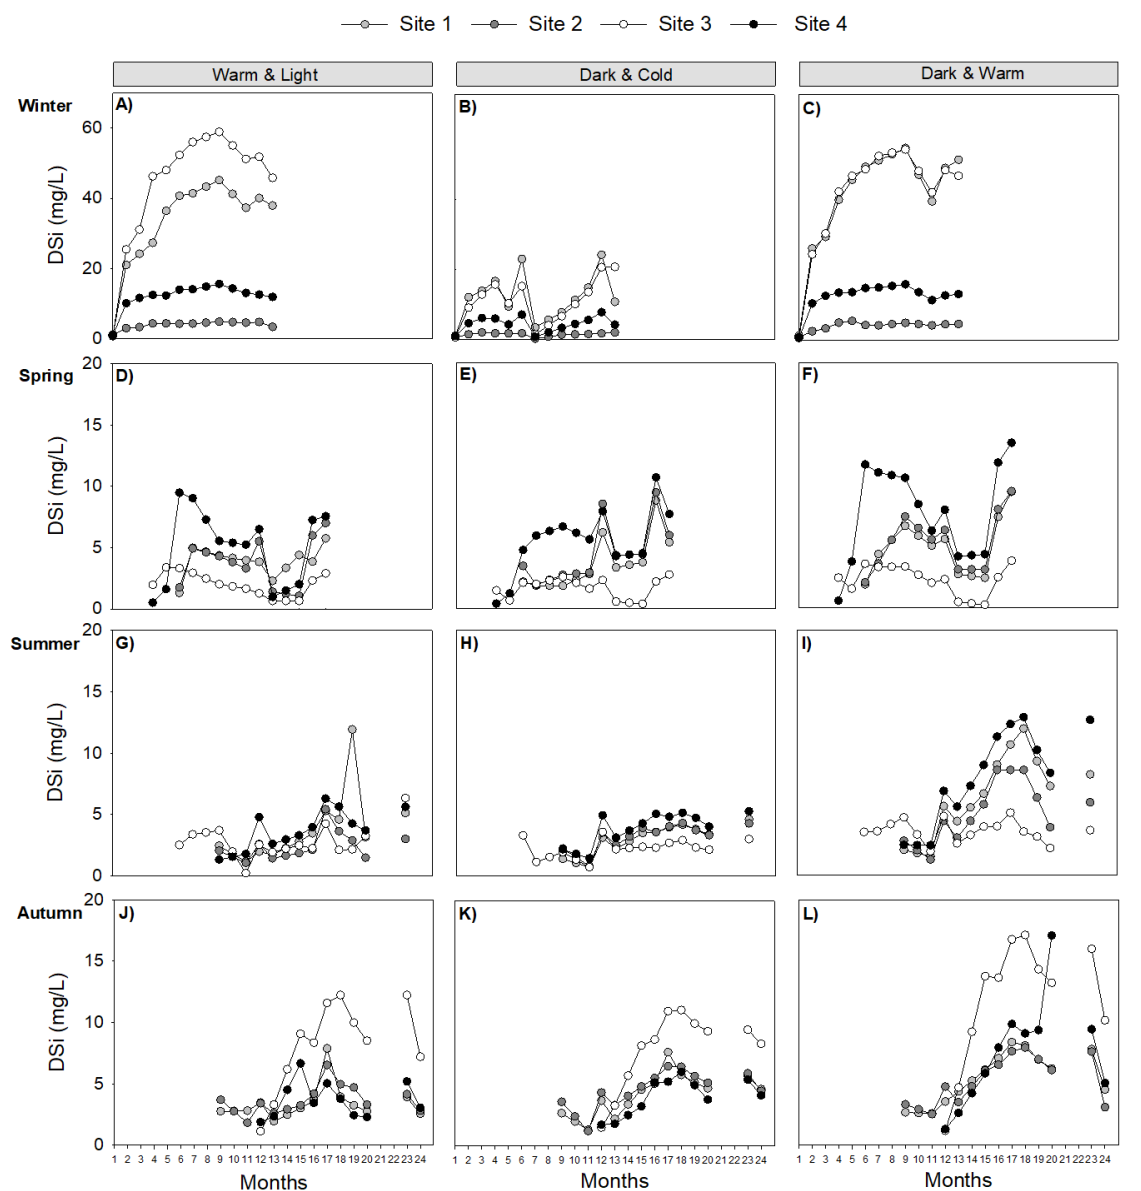 Site 1 Site 2 Site 3 Site 4
Warm & Light Dark & Cold Dark & Warm
Winter A) B) C)
60
40
20
0
DSi (mg/L)
Spring D) E) F)
20
15
10
5
0
DSi (mg/L)
Summer G) H) I)
20
15
10
5
0
DSi (mg/L)
Autumn J) K) L)
20
15
10
5
0
DSi (mg/L)
1 2 3 4 5 6 7 8 9 10 11 12 13 14 15 16 17 18 19 20 21 22 23 24
1 2 3 4 5 6 7 8 9 10 11 12 13 14 15 16 17 18 19 20 21 22 23 24
1 2 3 4 5 6 7 8 9 10 11 12 13 14 15 16 17 18 19 20 21 22 23 24
Months Months Months